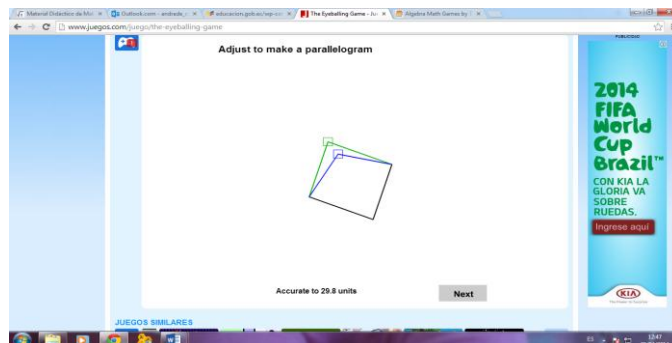 Material Didáctico de Mat
Outlook.com - andrade_
educacion.gob.ec/wp-co
The Eyeballing Game - Ju
Algebra Math Games by
www.juegos.com/juego/the-eyeballing-game
PUBLICIDAD
Adjust to make a parallelogram
2014
FIFA
World
Cup
Brazil™
CON KIA LA
GLORIA VA
SOBRE
RUEDAS.
Ingrese aquí
KIA
Accurate to 29.8 units
Next
JUEGOS SIMILARES
ES
12:47